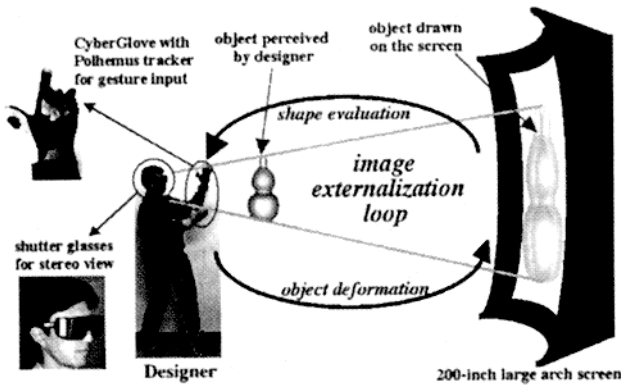 CyberGlove with
Polhemus tracker
for gesture input
object perceived
by designer
object drawn
on the screen
shape evaluation
image
externalization
loop
shutter glasses
for stereo view
object deformation
Designer
200-inch large arch screen